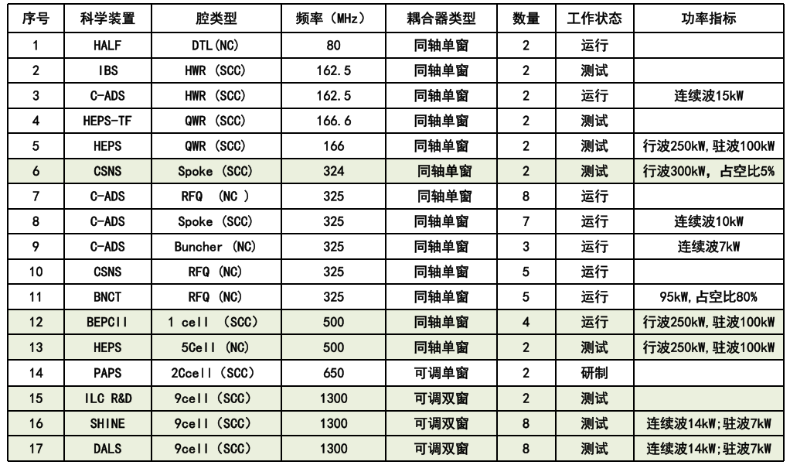 序号 科学装置 腔类型 频率（MHz） 耦合器类型 数量 工作状态 功率指标
1 HALF DTL(NC) 80 同轴单窗 2 运行
2 IBS HWR (SCC) 162.5 同轴单窗 2 测试
3 C-ADS HWR (SCC) 162.5 同轴单窗 2 运行 连续波15kW
4 HEPS-TF QWR (SCC) 166.6 同轴单窗 2 测试
5 HEPS QWR (SCC) 166 同轴单窗 2 测试 行波250kW,驻波100kW
6 CSNS Spoke (SCC) 324 同轴单窗 2 测试 行波300kW，占空比5%
7 C-ADS RFQ (NC ) 325 同轴单窗 8 运行
8 C-ADS Spoke (SCC) 325 同轴单窗 7 运行 连续波10kW
9 C-ADS Buncher (NC) 325 同轴单窗 3 运行 连续波7kW
10 CSNS RFQ (NC) 325 同轴单窗 5 运行
11 BNCT RFQ (NC) 325 同轴单窗 5 运行 95kW,占空比80%
12 BEPCII 1 cell （SCC） 500 同轴单窗 4 运行 行波250kW,驻波100kW
13 HEPS 5Cell (NC) 500 同轴单窗 2 测试 行波250kW,驻波100kW
14 PAPS 2Ccell（SCC） 650 可调单窗 2 研制
15 ILC R&D 9cell（SCC） 1300 可调双窗 2 测试
16 SHINE 9cell（SCC） 1300 可调双窗 8 测试 连续波14kW;驻波7kW
17 DALS 9cell（SCC） 1300 可调双窗 8 测试 连续波14kW;驻波7kW